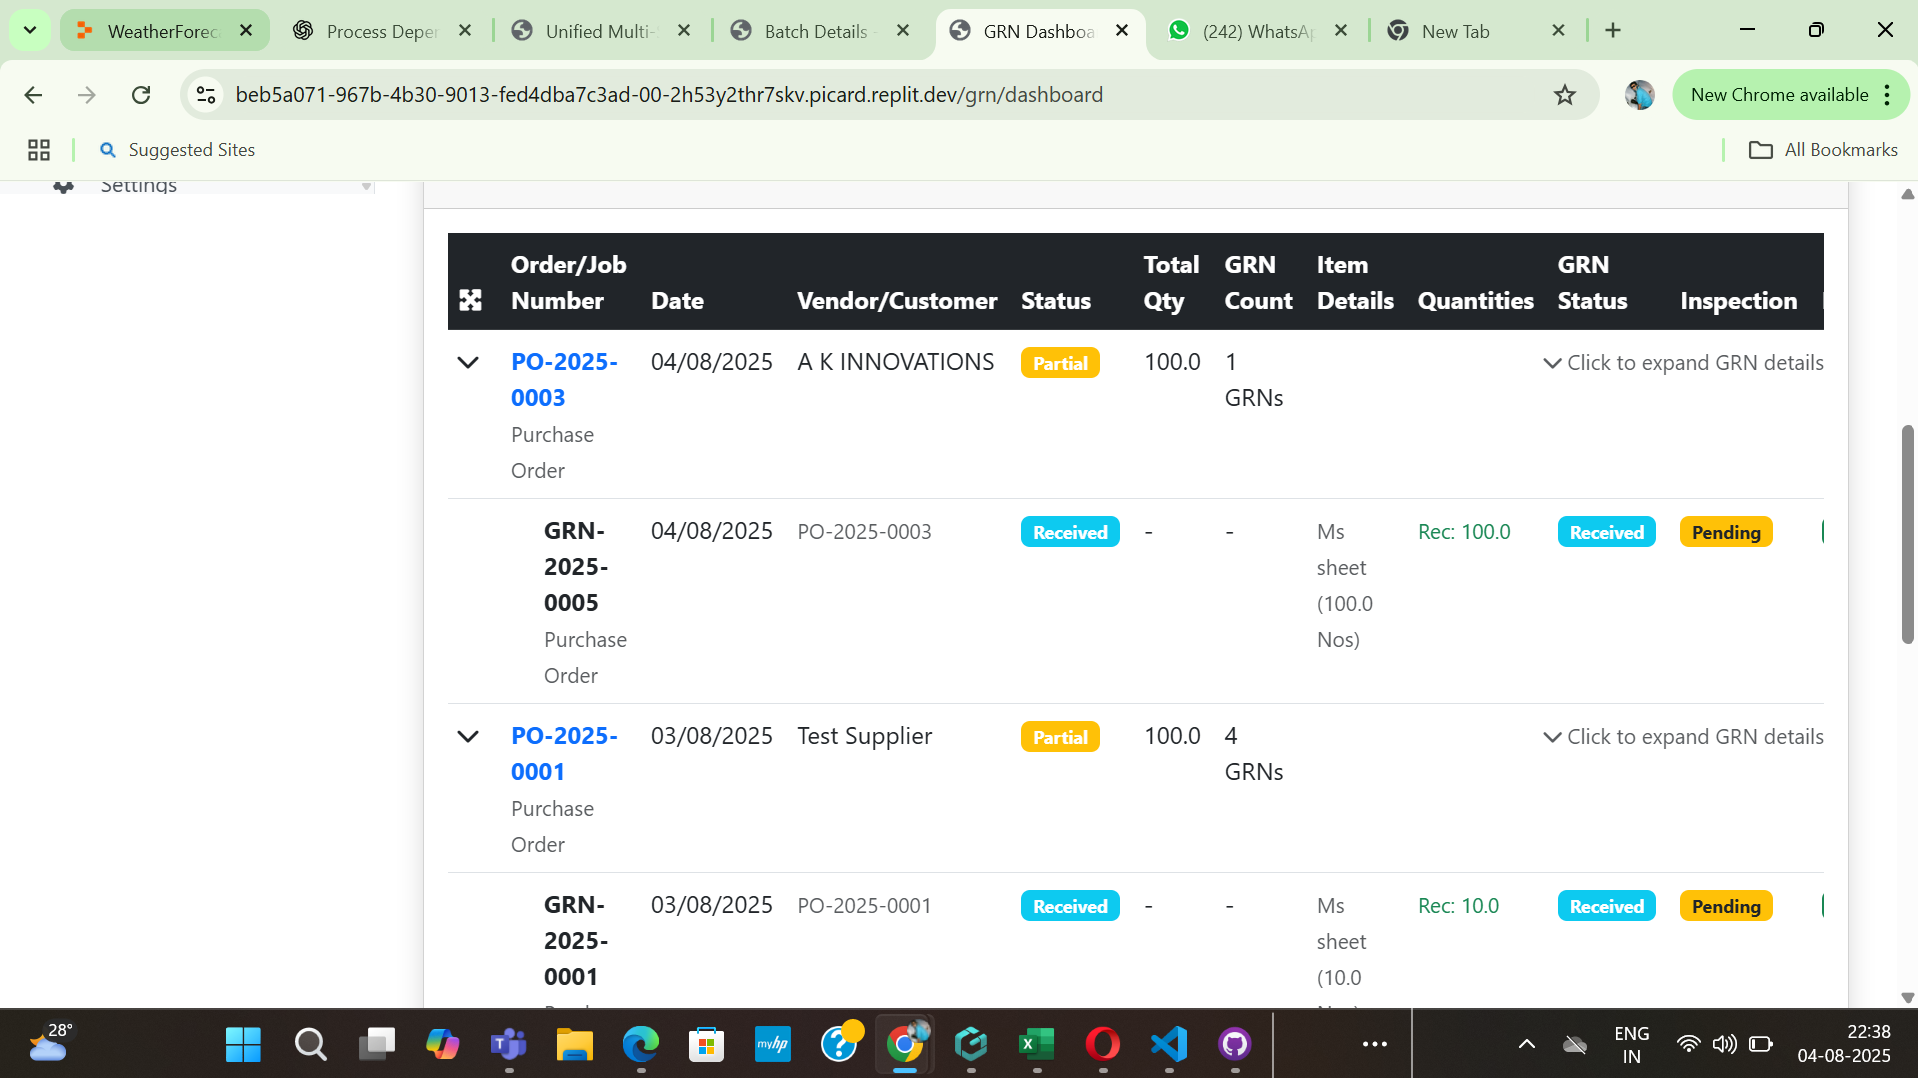 WeatherForec
Process Deper
Unified Multi-
Batch Details -
GRN Dashboa
(242) WhatsAp
New Tab
beb5a071-967b-4b30-9013-fed4dba7c3ad-00-2h53y2thr7skv.picard.replit.dev/grn/dashboard
New Chrome available
Suggested Sites
All Bookmarks
Settings
Order/Job Number Date Vendor/Customer Status Total Qty GRN Count Item Details Quantities GRN Status Inspection
PO-2025-0003 04/08/2025 A K INNOVATIONS Partial 100.0 1 GRNs Click to expand GRN details
Purchase Order
GRN-2025-0005 04/08/2025 PO-2025-0003 Received - - Ms sheet (100.0 Nos) Rec: 100.0 Received Pending
Purchase Order
PO-2025-0001 03/08/2025 Test Supplier Partial 100.0 4 GRNs Click to expand GRN details
Purchase Order
GRN-2025-0001 03/08/2025 PO-2025-0001 Received - - Ms sheet (10.0 Rec: 10.0 Received Pending
28°
myhp
ENG
IN
22:38
04-08-2025